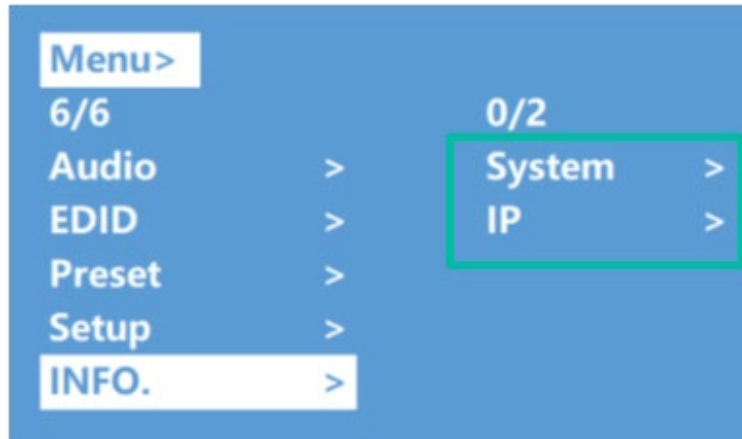 Menu>
6/6 0/2
Audio > System >
EDID > IP >
Preset >
Setup >
INFO. >